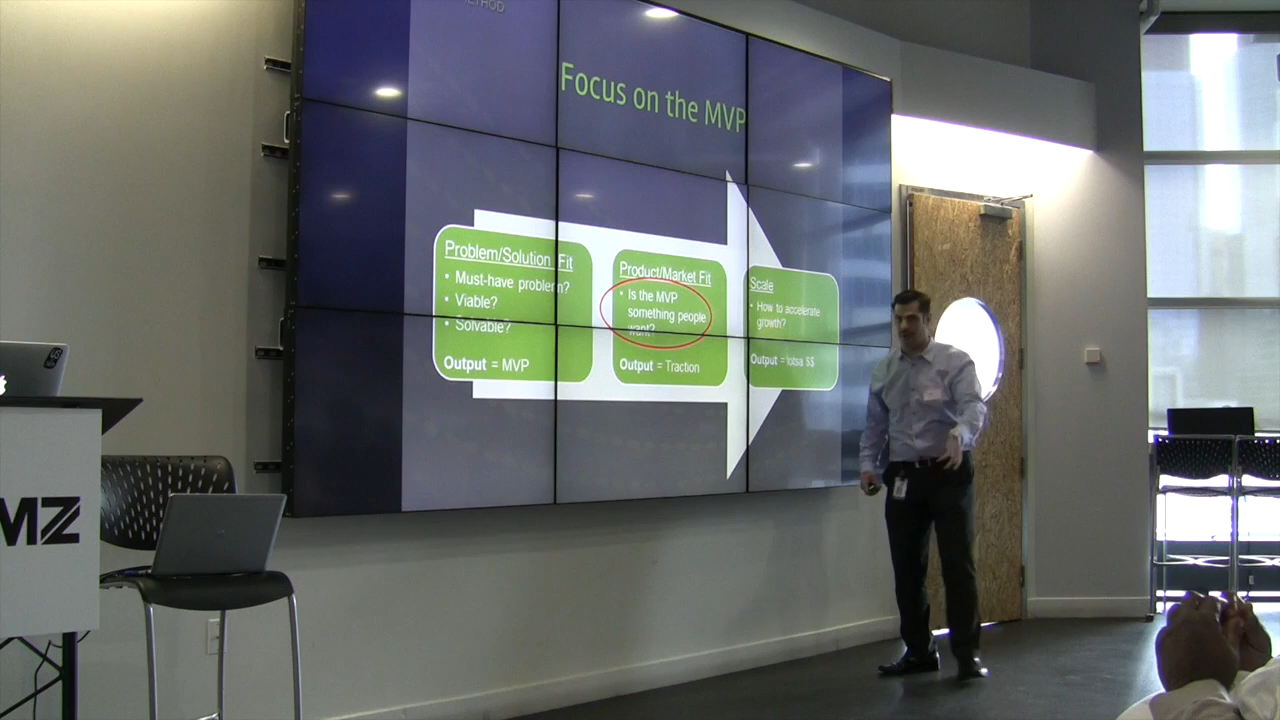 Focus on the MVP
Problem/Solution Fit
• Must-have problem?
• Viable?
• Solvable?
Output = MVP
Product/Market Fit
• Is the MVP
something people
want?
Output = Traction
Scale
• How to accelerate
growth?
Output = lotsa $$
MZ